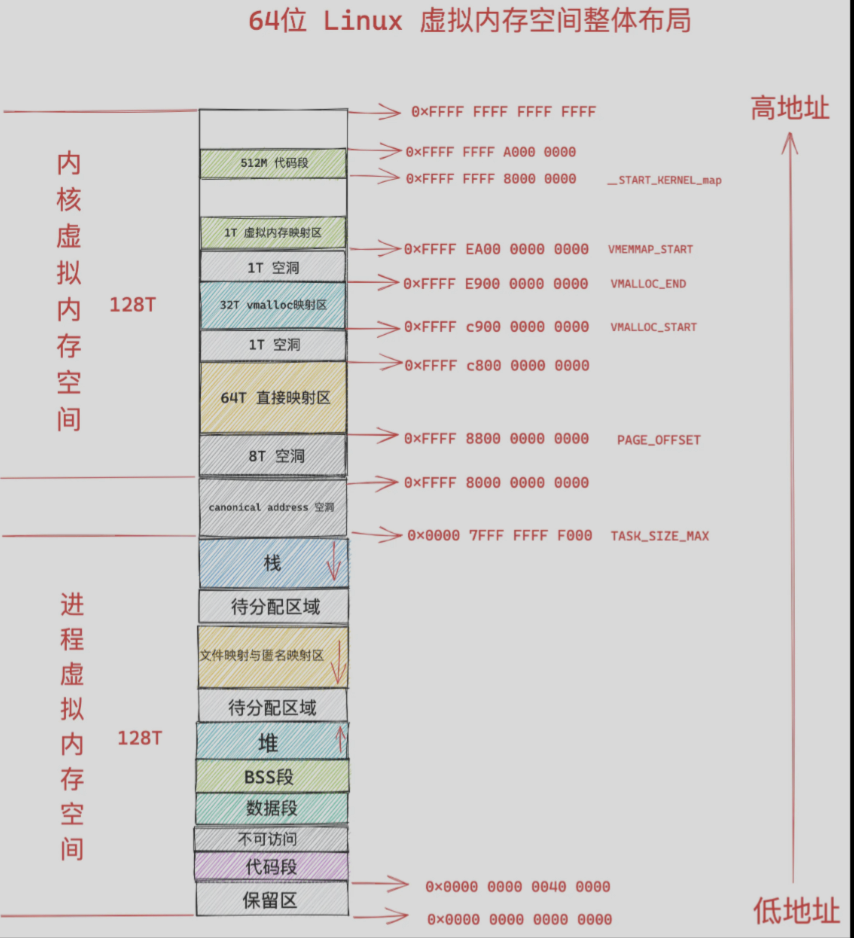 64位 Linux 虚拟内存空间整体布局
高地址
0×FFFF FFFF FFFF FFFF
512M 代码段
0×FFFF FFFF A000 0000
0×FFFF FFFF 8000 0000 __START_KERNEL_map
内核虚拟内存空间
128T
1T 虚拟内存映射区
0×FFFF EA00 0000 0000 VMEMMAP_START
1T 空洞
0×FFFF E900 0000 0000 VMALLOC_END
32T vmalloc映射区
0×FFFF c900 0000 0000 VMALLOC_START
1T 空洞
0×FFFF c800 0000 0000
64T 直接映射区
0×FFFF 8800 0000 0000 PAGE_OFFSET
8T 空洞
0×FFFF 8000 0000 0000
canonical address 空洞
0×0000 7FFF FFFF F000 TASK_SIZE_MAX
进程虚拟内存空间
128T
栈
待分配区域
文件映射与匿名映射区
待分配区域
堆
BSS段
数据段
不可访问
代码段
0×0000 0000 0040 0000
保留区
0×0000 0000 0000 0000
低地址